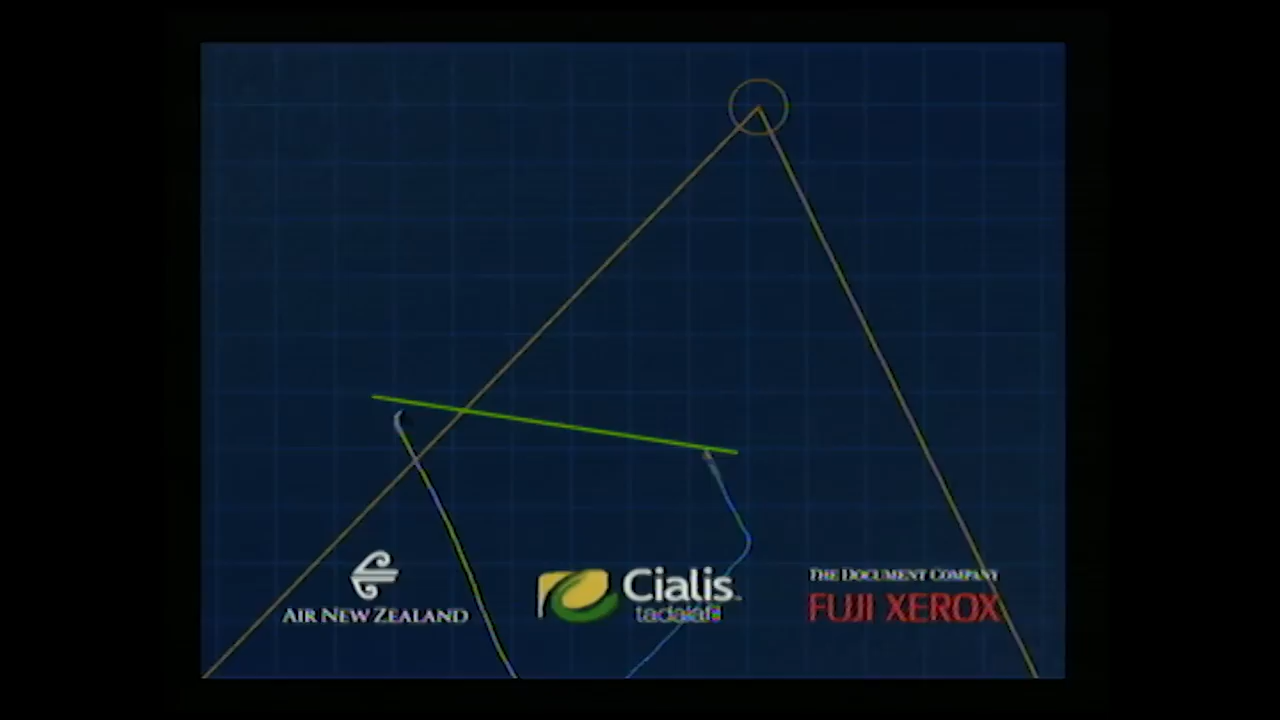 AIR NEW ZEALAND
Cialis
tadalafil
THE DOCUMENT COMPANY
FUJI XEROX